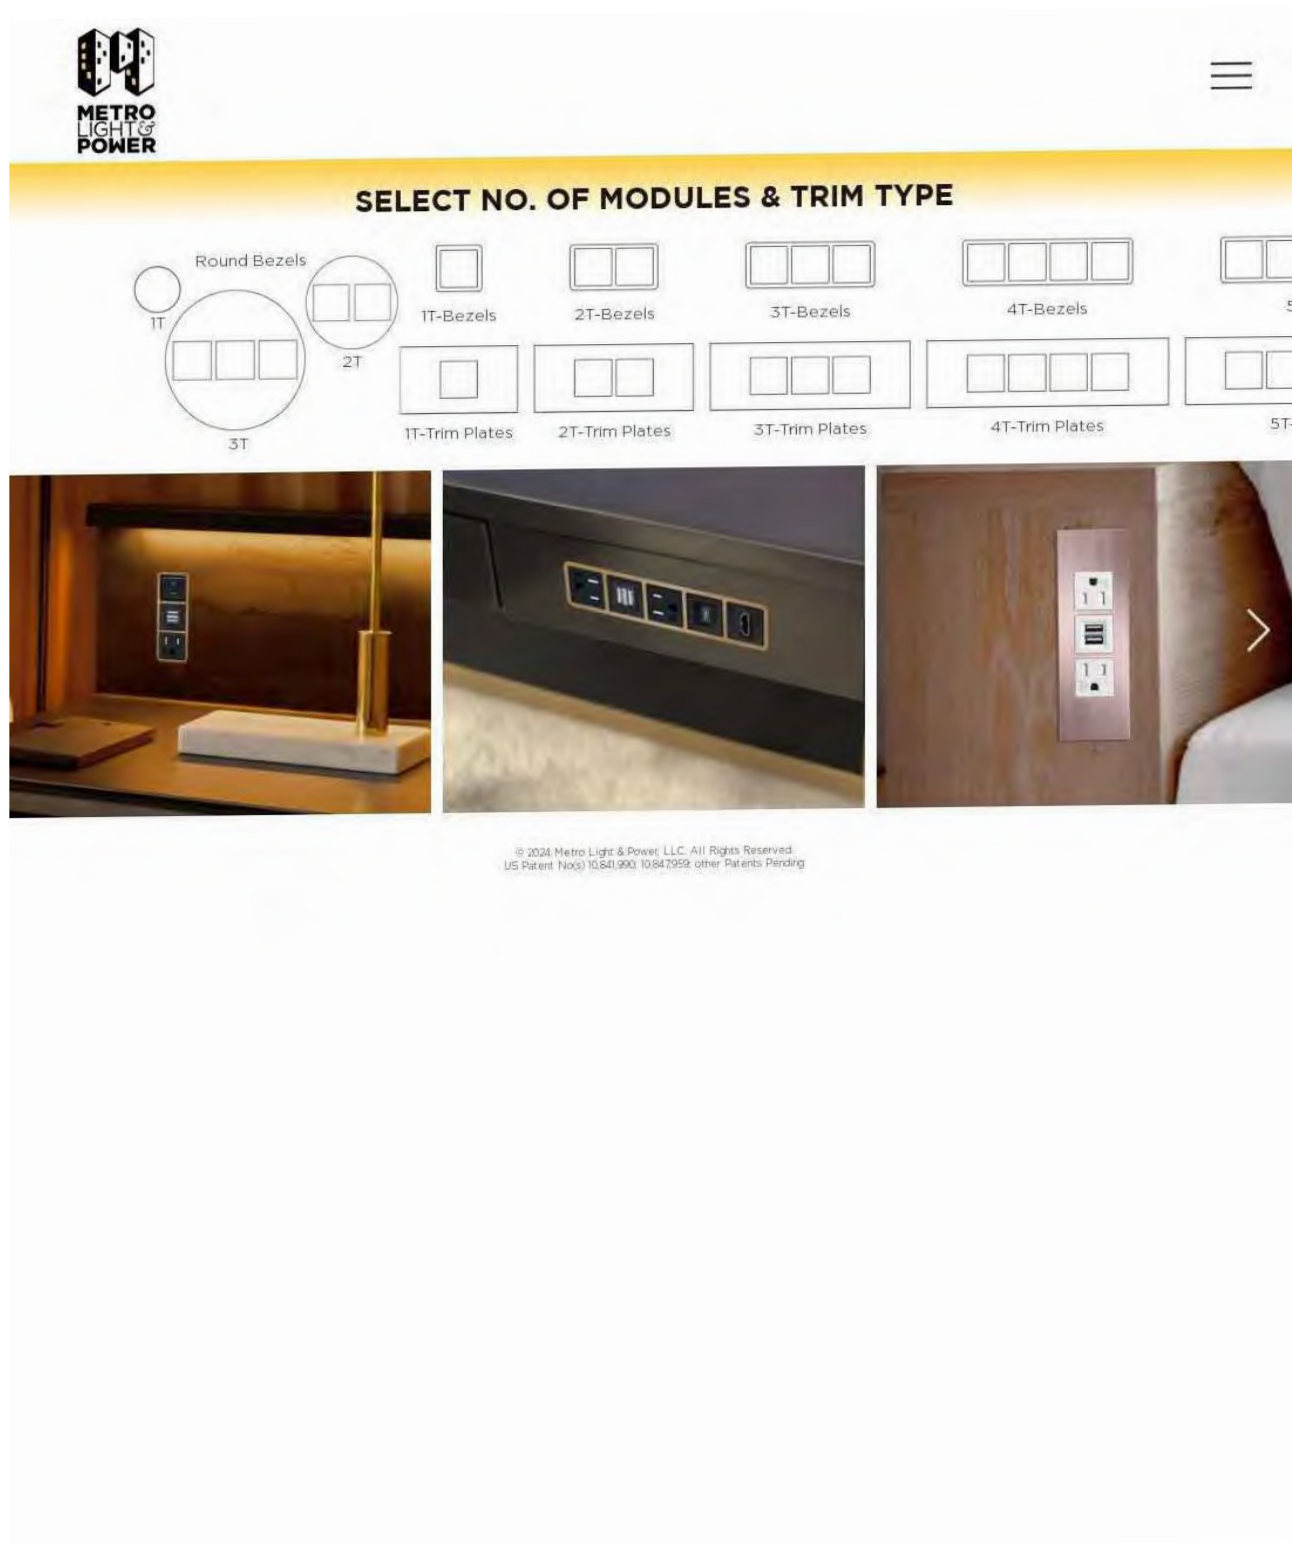 METRO
LIGHT&
POWER
SELECT NO. OF MODULES & TRIM TYPE
Round Bezels
1T
2T
3T
1T-Bezels
2T-Bezels
3T-Bezels
4T-Bezels
5
1T-Trim Plates
2T-Trim Plates
3T-Trim Plates
4T-Trim Plates
5T-
© 2024 Metro Light & Power, LLC. All Rights Reserved.
US Patent No(s) 10,841,990; 10,847,959; other Patents Pending